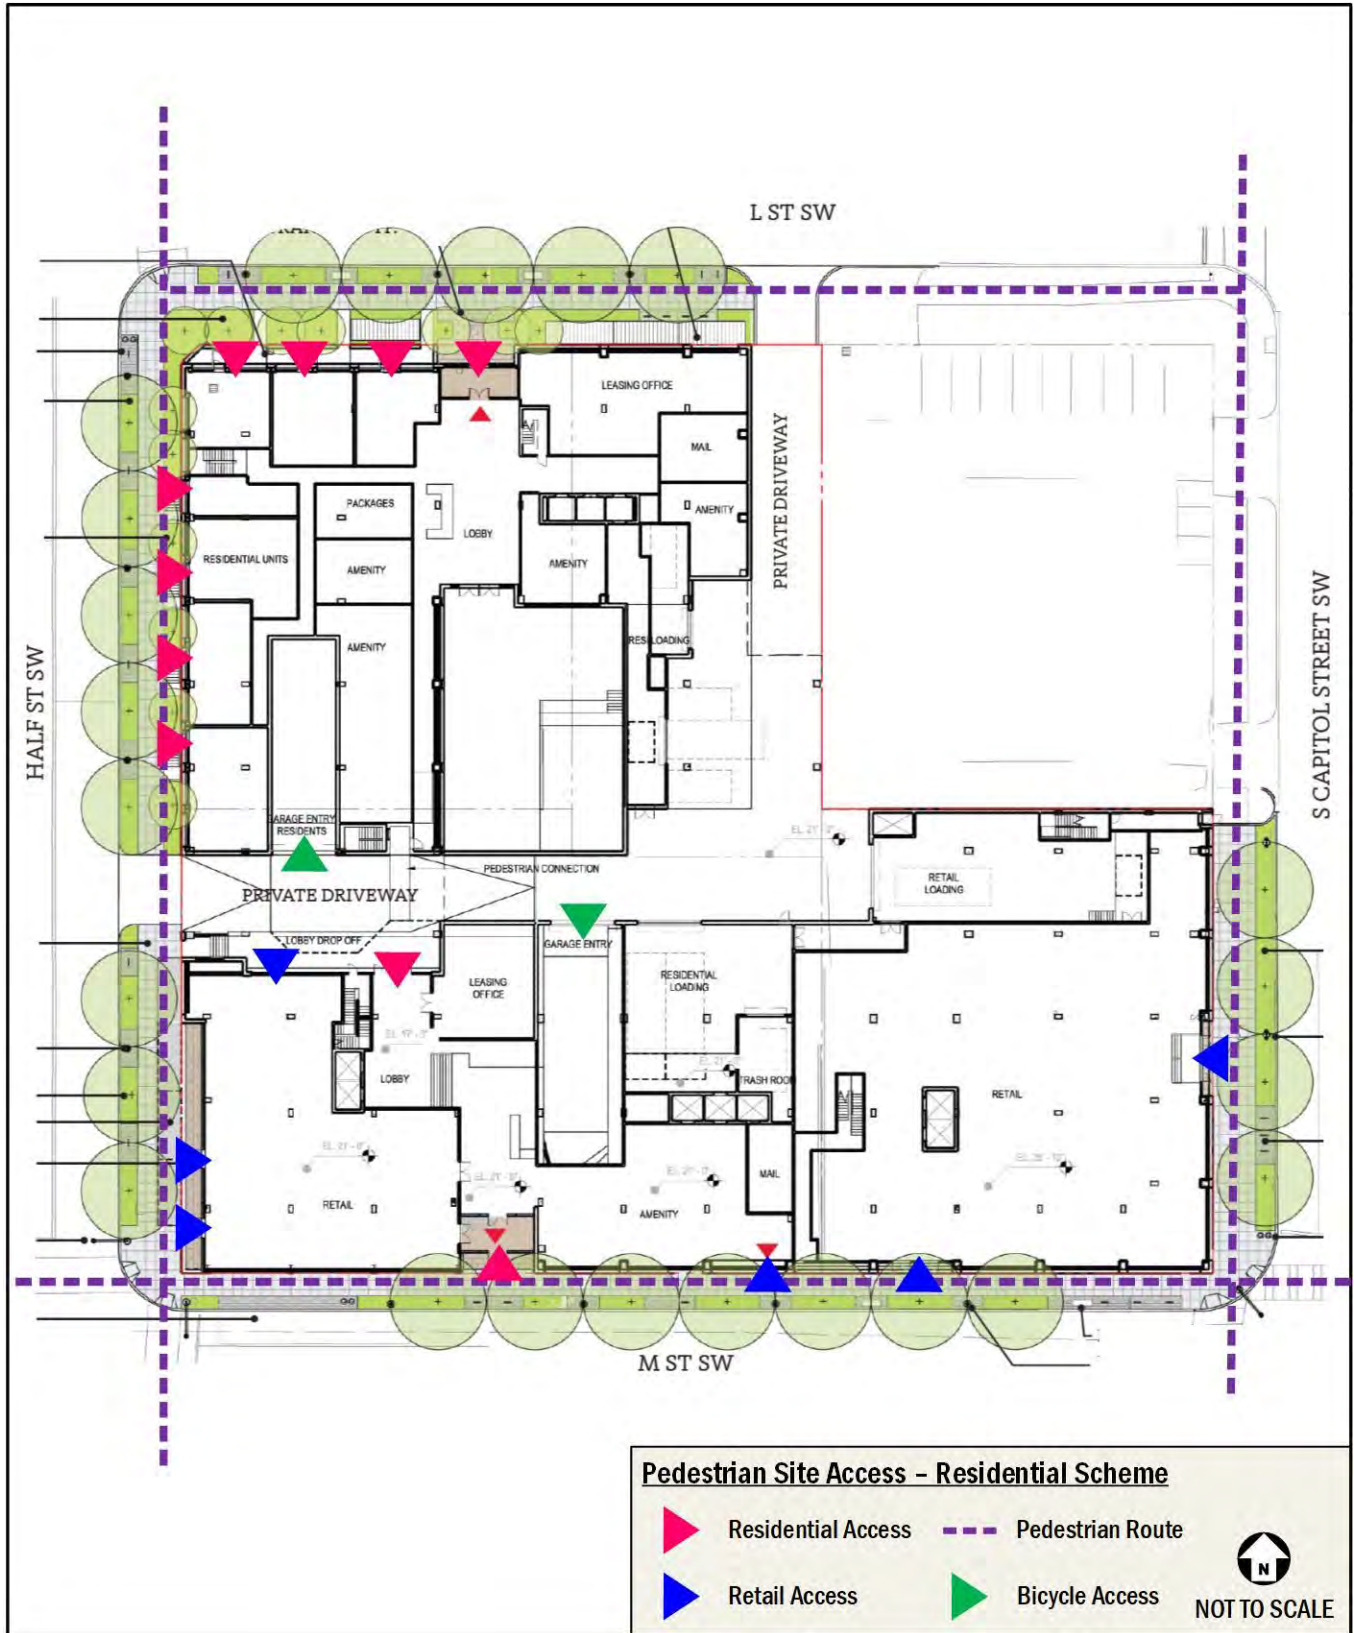 L ST SW
LEASING OFFICE
MAIL
PRIVATE DRIVEWAY
PACKAGES
AMENITY
LOBBY
RESIDENTIAL UNITS
AMENITY
AMENITY
AMENITY
HALF ST SW
S CAPITOL STREET SW
GARAGE ENTRY
RESIDENTS
PEDESTRIAN CONNECTION
RETAIL
LOADING
PRIVATE DRIVEWAY
LOBBY DROP OFF
GARAGE ENTRY
LEASING
OFFICE
RESIDENTIAL
LOADING
LOBBY
TRASH ROOM
RETAIL
RETAIL
MAIL
AMENITY
M ST SW
Pedestrian Site Access – Residential Scheme
Residential Access
Pedestrian Route
Retail Access
Bicycle Access
N
NOT TO SCALE